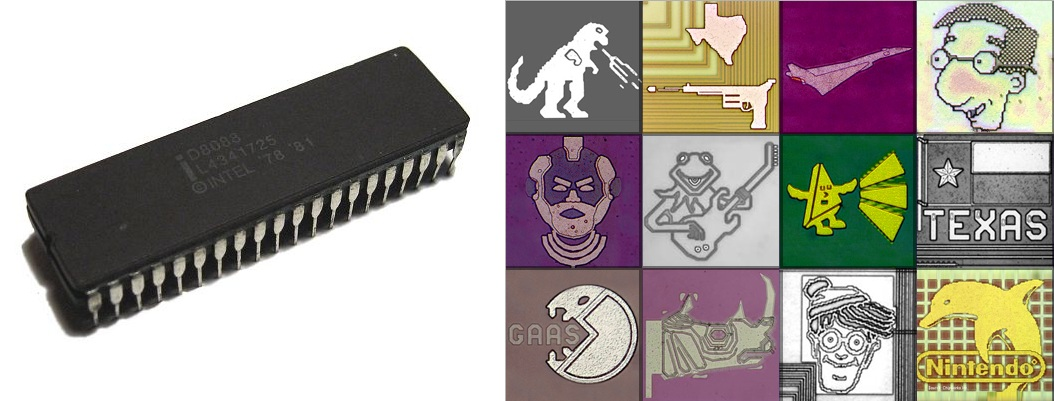 D8088
L4341725
©INTEL '78 '81
TEXAS
GAAS
Nintendo